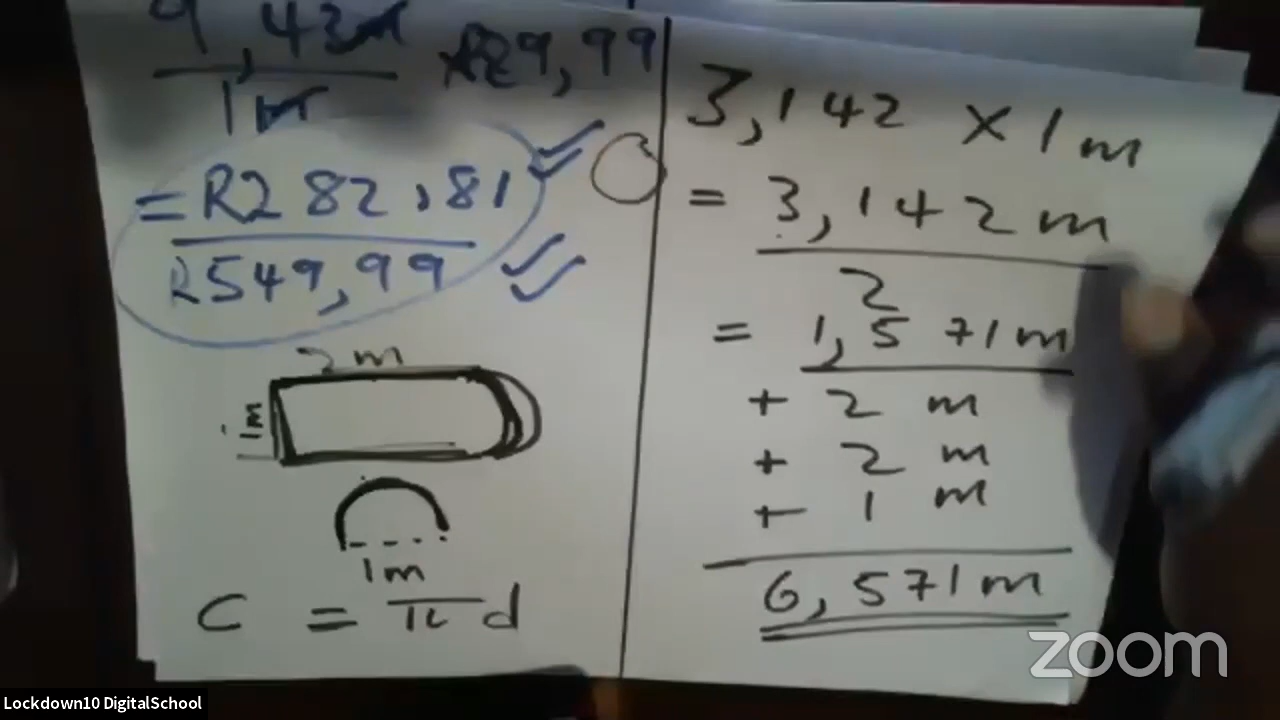 9,43m × R29,99
1m
= R282,81
R549,99
2m
1m
1m
C = πd
3,142 × 1m
= 3,142m
2
= 1,571m
+ 2 m
+ 2 m
+ 1 m
6,571m
zoom
Lockdown10 DigitalSchool